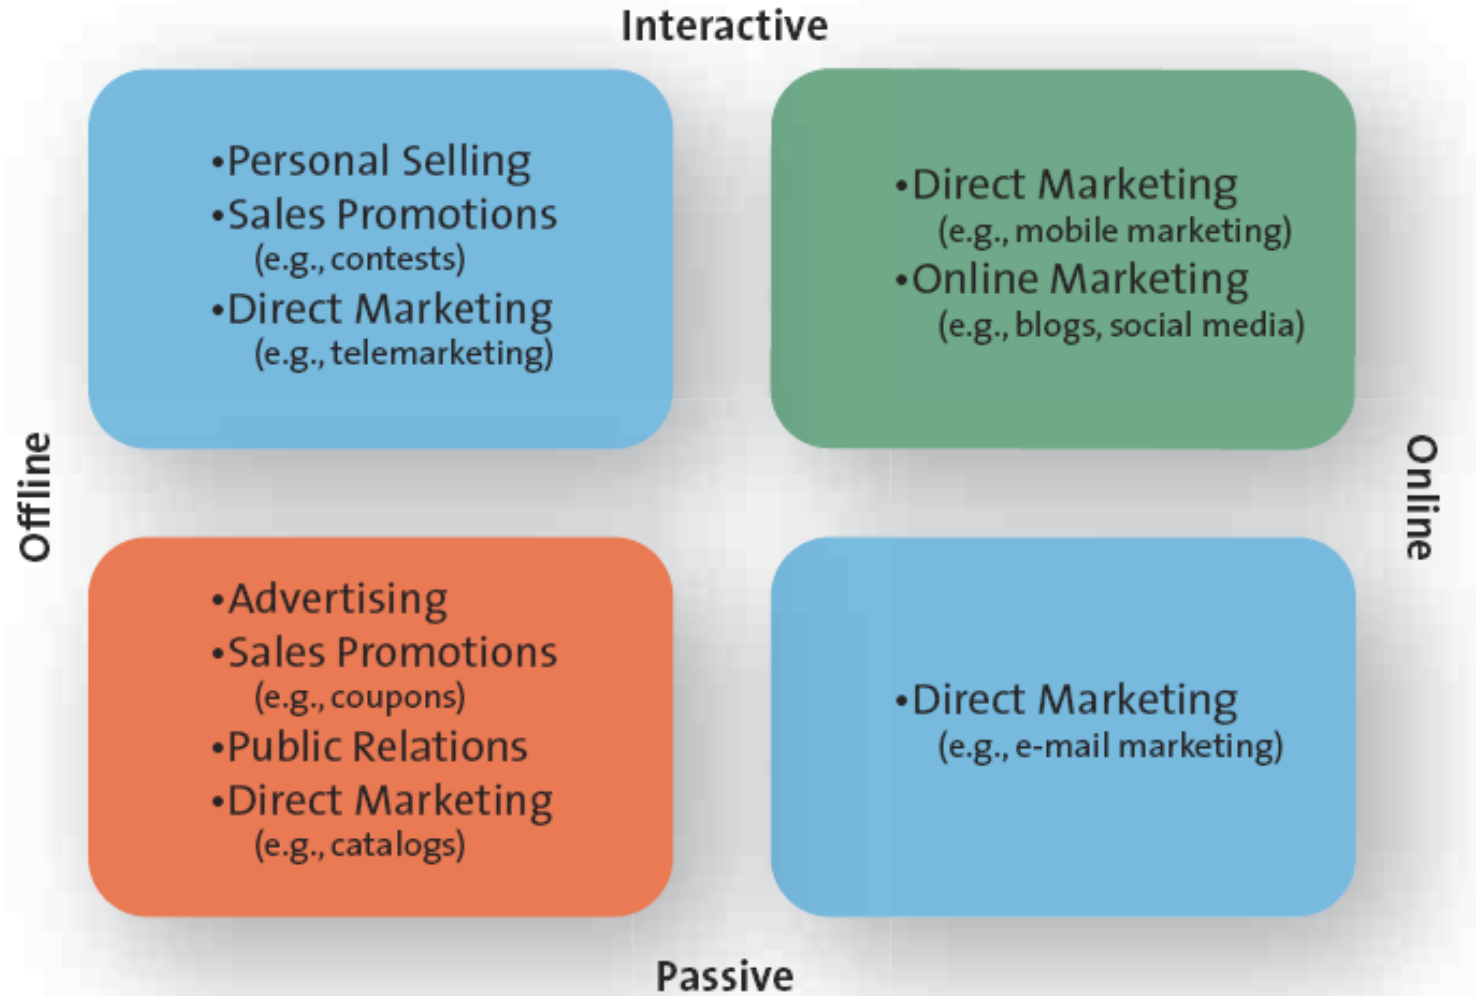 Interactive
•Personal Selling
•Sales Promotions
(e.g., contests)
•Direct Marketing
(e.g., telemarketing)
•Direct Marketing
(e.g., mobile marketing)
•Online Marketing
(e.g., blogs, social media)
Offline
Online
•Advertising
•Sales Promotions
(e.g., coupons)
•Public Relations
•Direct Marketing
(e.g., catalogs)
•Direct Marketing
(e.g., e-mail marketing)
Passive